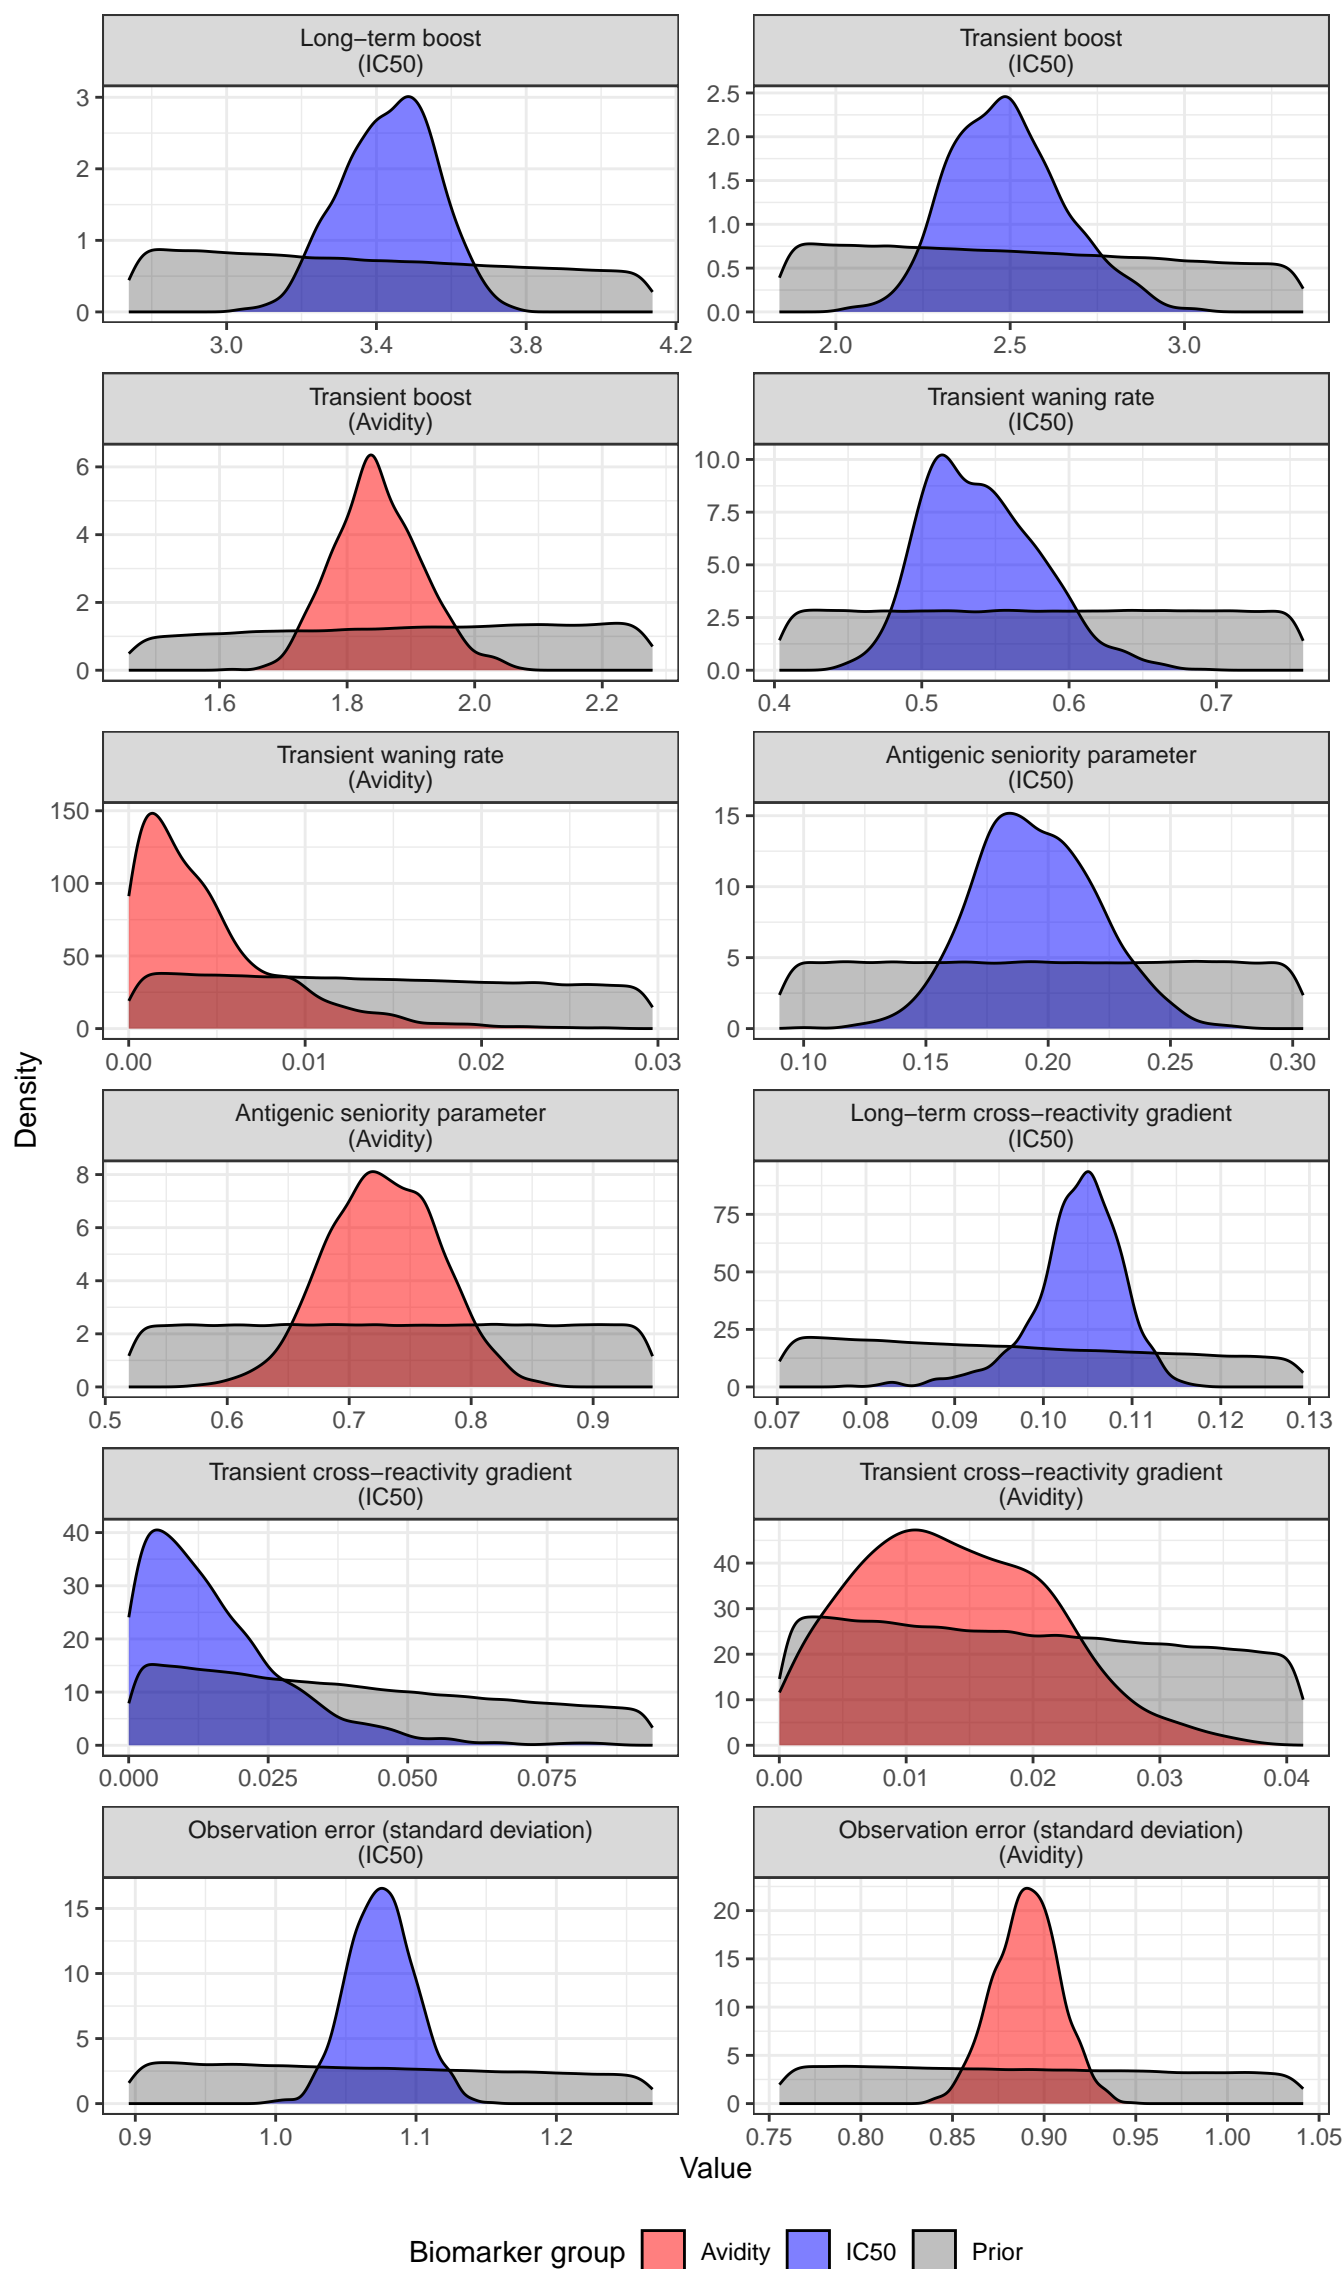 Long−term boost
(IC50)
Transient boost
(IC50)
3
2
1
0
3.0 3.4 3.8 4.2
2.5
2.0
1.5
1.0
0.5
0.0
2.0 2.5 3.0
Transient boost
(Avidity)
Transient waning rate
(IC50)
6
4
2
0
1.6 1.8 2.0 2.2
10.0
7.5
5.0
2.5
0.0
0.4 0.5 0.6 0.7
Transient waning rate
(Avidity)
Antigenic seniority parameter
(IC50)
150
100
50
0
0.00 0.01 0.02 0.03
15
10
5
0
0.10 0.15 0.20 0.25 0.30
Density
Antigenic seniority parameter
(Avidity)
Long−term cross−reactivity gradient
(IC50)
8
6
4
2
0
0.5 0.6 0.7 0.8 0.9
75
50
25
0
0.07 0.08 0.09 0.10 0.11 0.12 0.13
Transient cross−reactivity gradient
(IC50)
Transient cross−reactivity gradient
(Avidity)
40
30
20
10
0
0.000 0.025 0.050 0.075
40
30
20
10
0
0.00 0.01 0.02 0.03 0.04
Observation error (standard deviation)
(IC50)
Observation error (standard deviation)
(Avidity)
15
10
5
0
0.9 1.0 1.1 1.2
20
15
10
5
0
0.75 0.80 0.85 0.90 0.95 1.00 1.05
Value
Biomarker group Avidity IC50 Prior